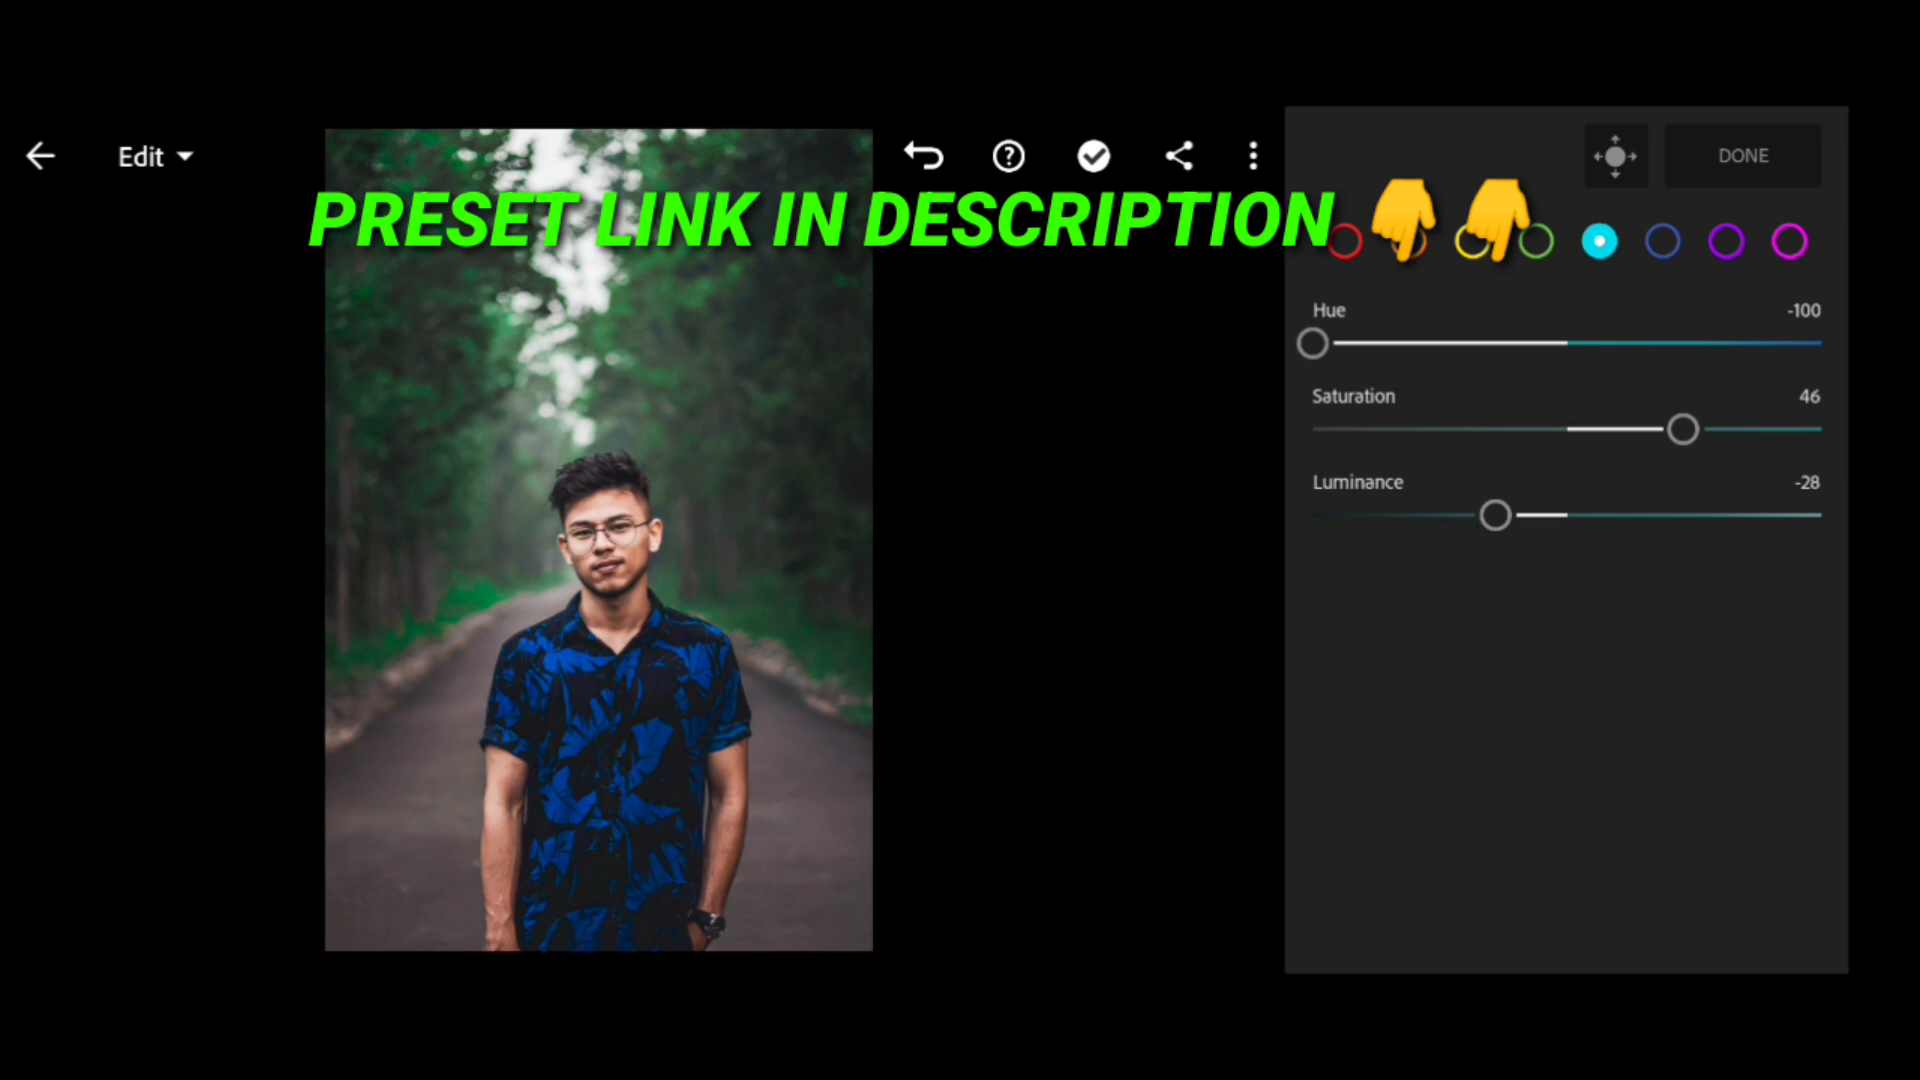 Edit
DONE
PRESET LINK IN DESCRIPTION 👇 👇
Hue -100
Saturation 46
Luminance -28